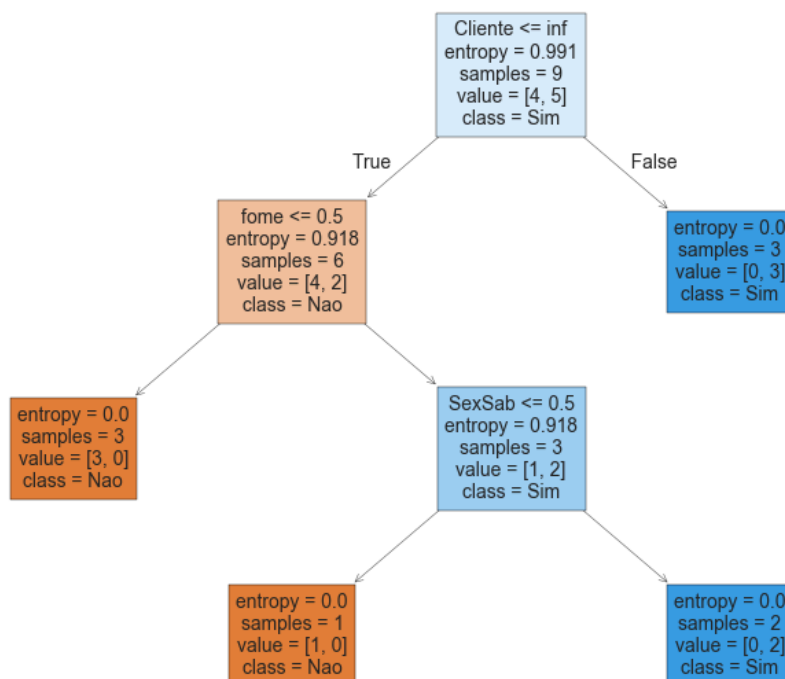 Cliente <= inf
entropy = 0.991
samples = 9
value = [4, 5]
class = Sim
True
False
fome <= 0.5
entropy = 0.918
samples = 6
value = [4, 2]
class = Nao
entropy = 0.0
samples = 3
value = [0, 3]
class = Sim
entropy = 0.0
samples = 3
value = [3, 0]
class = Nao
SexSab <= 0.5
entropy = 0.918
samples = 3
value = [1, 2]
class = Sim
entropy = 0.0
samples = 1
value = [1, 0]
class = Nao
entropy = 0.0
samples = 2
value = [0, 2]
class = Sim